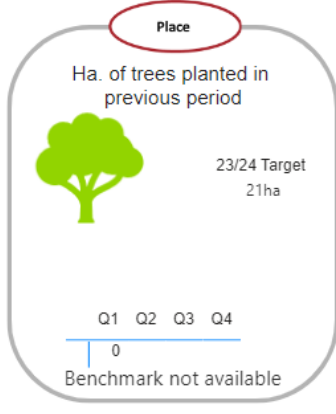 Place
Ha. of trees planted in
previous period
23/24 Target
21ha
Q1 Q2 Q3 Q4
0
Benchmark not available